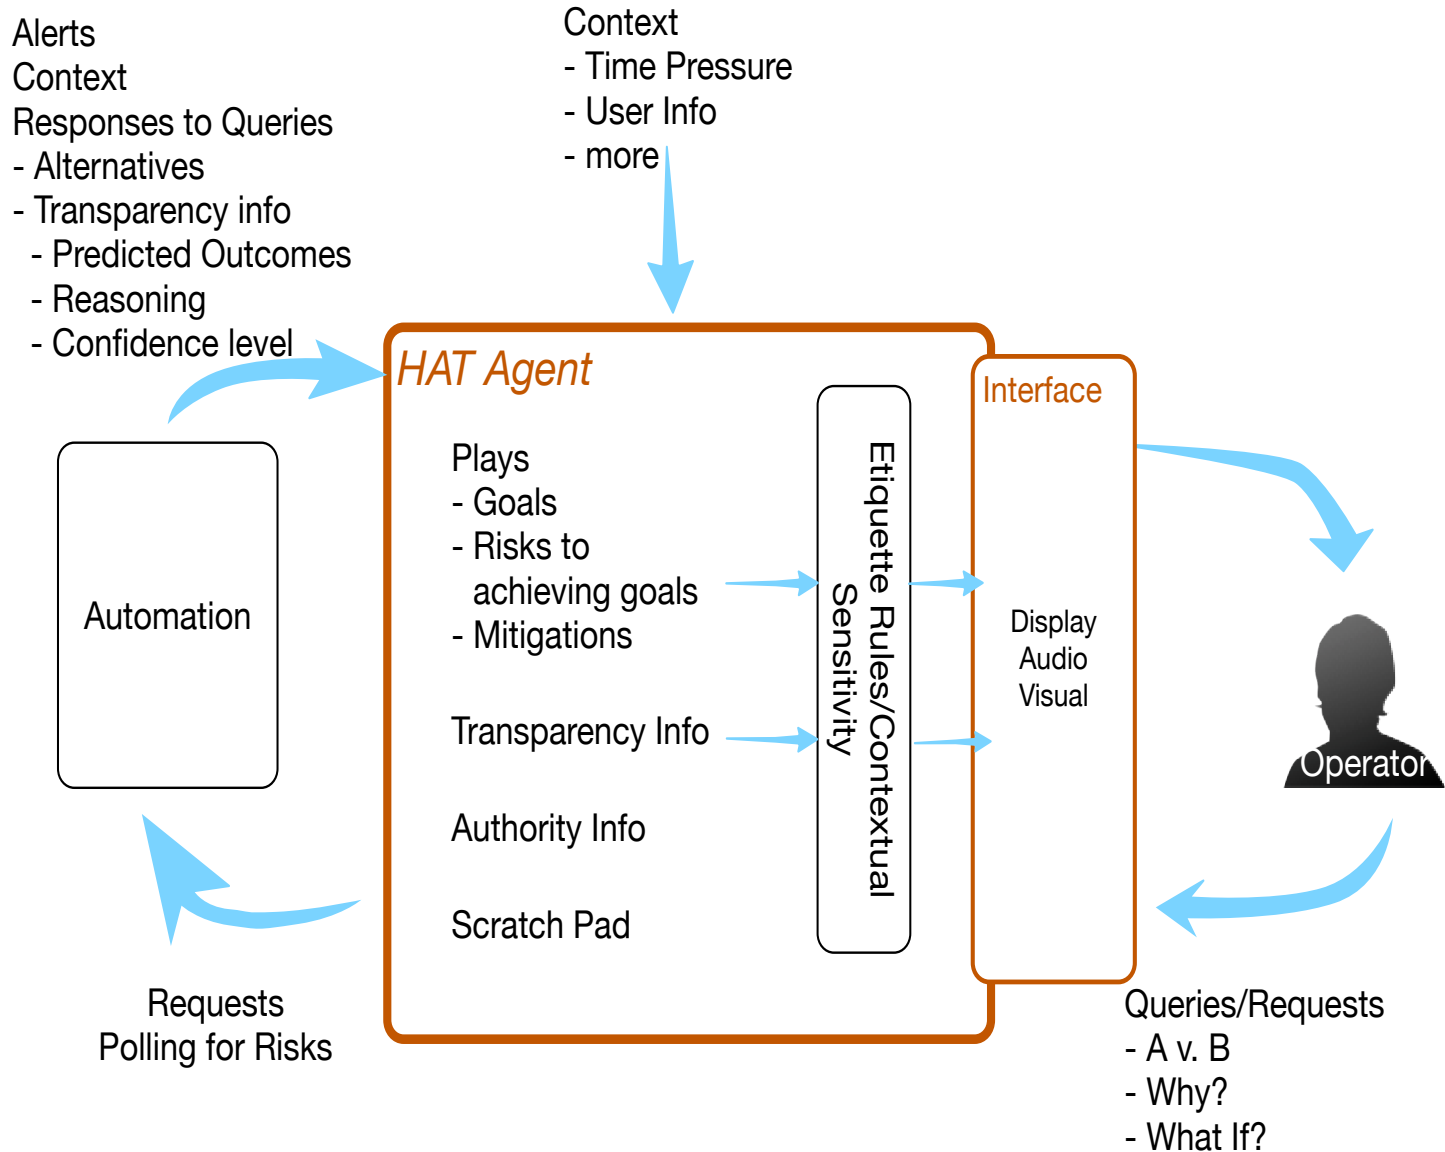 Alerts
Context
Responses to Queries
- Alternatives
- Transparency info
- Predicted Outcomes
- Reasoning
- Confidence level
Context
- Time Pressure
- User Info
- more
HAT Agent
Interface
Plays
- Goals
- Risks to
achieving goals
- Mitigations
Transparency Info
Authority Info
Scratch Pad
Etiquette Rules/Contextual
Sensitivity
Display
Audio
Visual
Automation
Operator
Requests
Polling for Risks
Queries/Requests
- A v. B
- Why?
- What If?